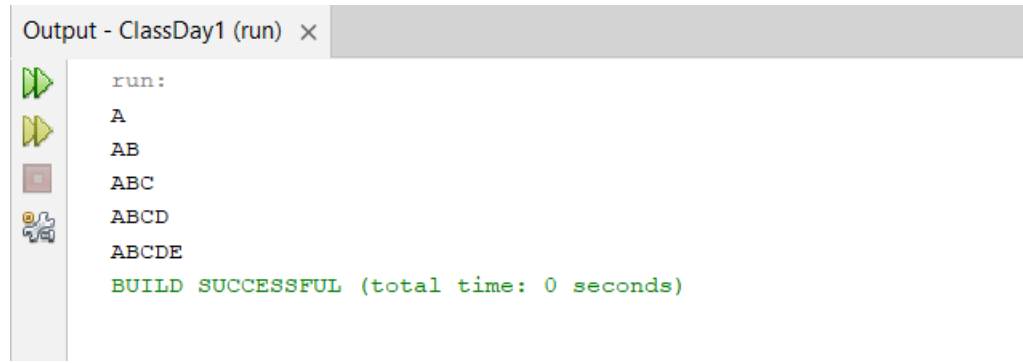 Output - ClassDay1 (run) ×
run:
A
AB
ABC
ABCD
ABCDE
BUILD SUCCESSFUL (total time: 0 seconds)